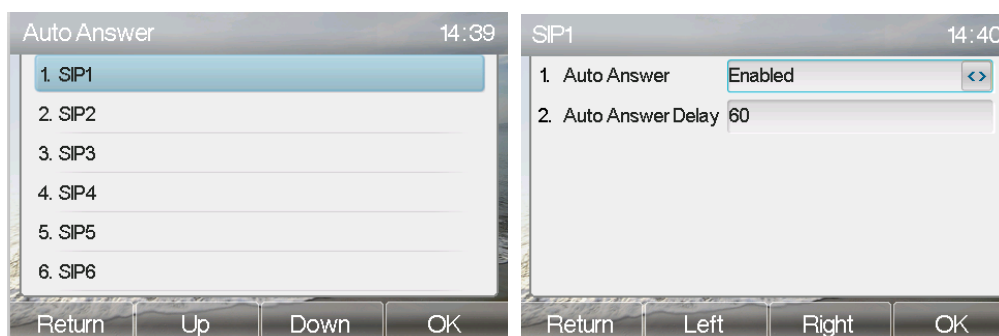 Auto Answer 14:39
1. SIP1
2. SIP2
3. SIP3
4. SIP4
5. SIP5
6. SIP6
Return Up Down OK
SIP1 14:40
1. Auto Answer Enabled <>
2. Auto Answer Delay 60
Return Left Right OK